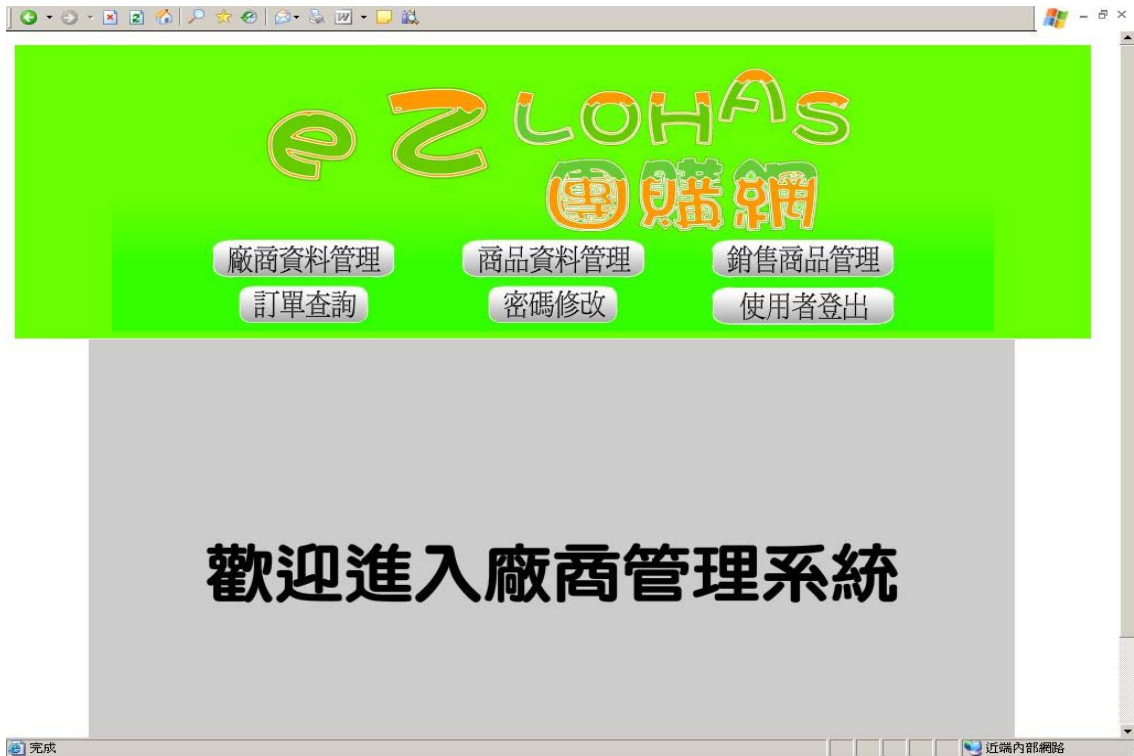 eZ LOHAS
團購網
廠商資料管理 商品資料管理 銷售商品管理
訂單查詢 密碼修改 使用者登出
歡迎進入廠商管理系統
完成 近端內部網路